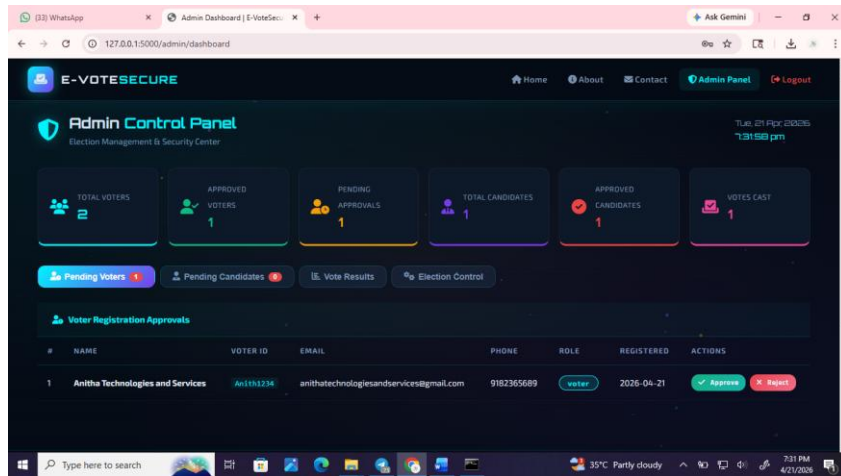 (33) WhatsApp
Admin Dashboard | E-VoteSecu
Ask Gemini
127.0.0.1:5000/admin/dashboard
E-VOTESECURE
Home
About
Contact
Admin Panel
Logout
Admin Control Panel
Election Management & Security Center
Tue, 21 Apr, 2026
7:31:58 pm
TOTAL VOTERS
2
APPROVED
VOTERS
1
PENDING
APPROVALS
1
TOTAL CANDIDATES
1
APPROVED
CANDIDATES
1
VOTES CAST
1
Pending Voters 1
Pending Candidates 0
Vote Results
Election Control
Voter Registration Approvals
# NAME VOTER ID EMAIL PHONE ROLE REGISTERED ACTIONS
1 Anitha Technologies and Services Anith1234 anithatechnologiesandservices@gmail.com 9182365689 voter 2026-04-21 Approve Reject
Type here to search
35°C Partly cloudy
7:31 PM
4/21/2026